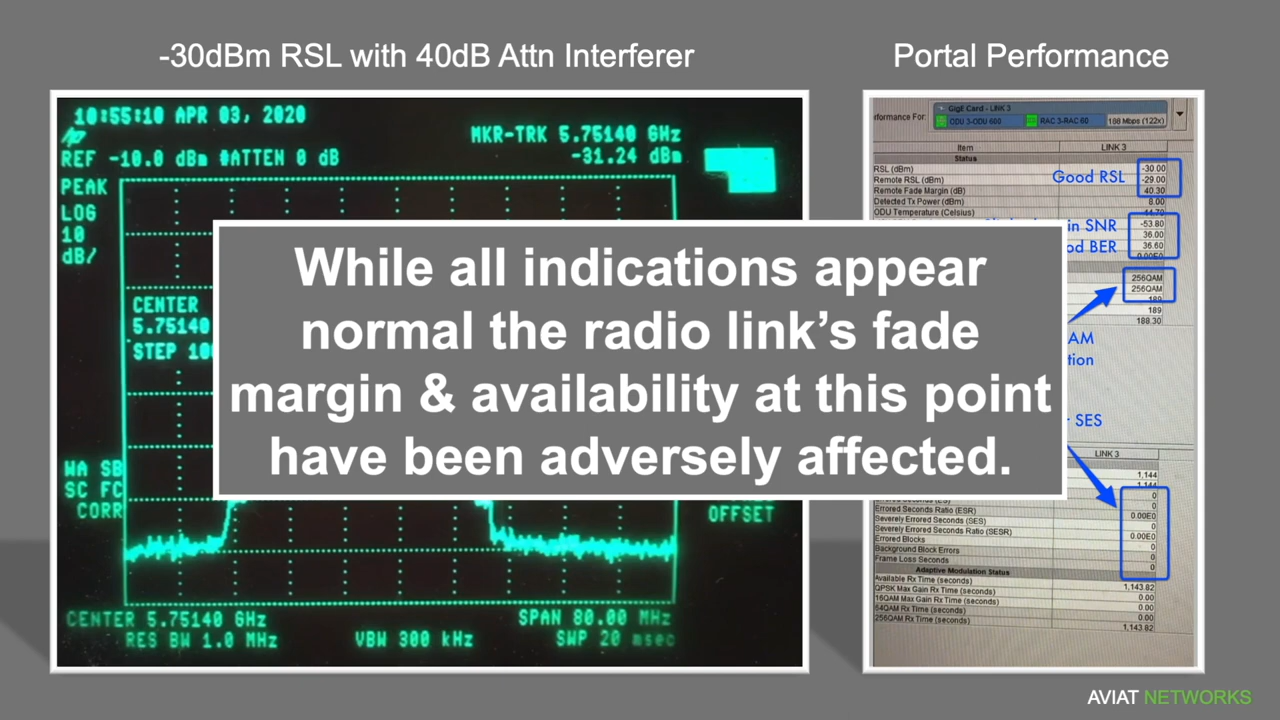 -30dBm RSL with 40dB Attn Interferer
Portal Performance
10:55:10 APR 03, 2020
MKR-TRK 5.75140 GHz
REF -10.0 dBm #ATTEN 0 dB
-31.24 dBm
PEAK
LOG
10
dB/
CENTER
5.75140
STEP
WA SB
SC FC
CORR
OFFSET
CENTER 5.75140 GHz
SPAN 80.00 MHz
RES BW 1.0 MHz
VBW 300 kHz
SWP 20 msec
While all indications appear
normal the radio link's fade
margin & availability at this point
have been adversely affected.
GigE Card - LINK 3
formance For:
ODU 3-ODU 600
RAC 3-RAC 60
188 Mbps (122x)
Item
LINK 3
Status
RSL (dBm)
-30.00
Remote RSL (dBm)
-29.00
Remote Fade Margin (dB)
40.30
Detected Tx Power (dBm)
8.00
ODU Temperature (Celsius)
Good RSL
-53.80
in SNR
36.00
36.60
od BER
0.00E0
256QAM
256QAM
189
189
188.30
AM
tion
SES
LINK 3
1,144
1,144
0
0
Errored Seconds Ratio (ESR)
0.00E0
Severely Errored Seconds (SES)
0
Severely Errored Seconds Ratio (SESR)
0.00E0
Errored Blocks
0
Background Block Errors
0
Frame Loss Seconds
0
Adaptive Modulation Status
Available Rx Time (seconds)
1,143.82
QPSK Max Gain Rx Time (seconds)
0.00
16QAM Max Gain Rx Time (seconds)
0.00
64QAM Rx Time (seconds)
0.00
256QAM Rx Time (seconds)
1,143.82
AVIAT NETWORKS